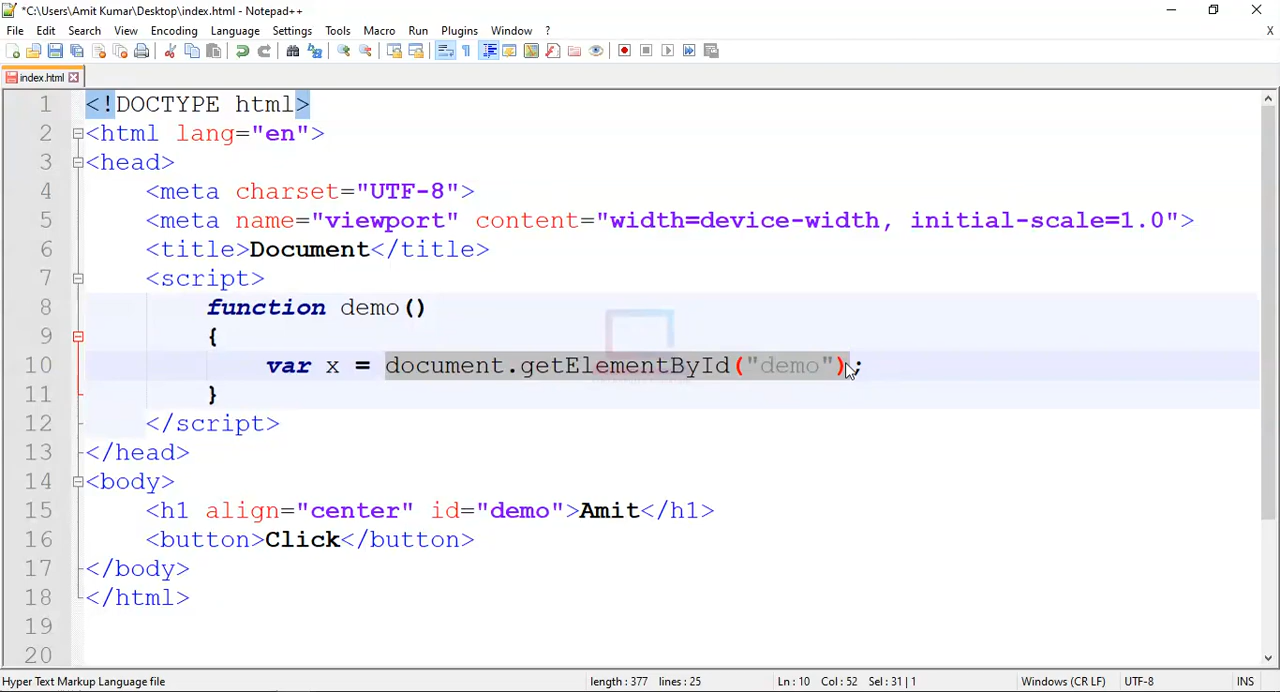 *C:\Users\Amit Kumar\Desktop\index.html - Notepad++
File Edit Search View Encoding Language Settings Tools Macro Run Plugins Window ? X
index.html
1 <!DOCTYPE html>
2 <html lang="en">
3 <head>
4 <meta charset="UTF-8">
5 <meta name="viewport" content="width=device-width, initial-scale=1.0">
6 <title>Document</title>
7 <script>
8 function demo()
9 {
10 var x = document.getElementById("demo");
11 }
12 </script>
13 </head>
14 <body>
15 <h1 align="center" id="demo">Amit</h1>
16 <button>Click</button>
17 </body>
18 </html>
19
20
Hyper Text Markup Language file length : 377 lines : 25 Ln : 10 Col : 52 Sel : 31 | 1 Windows (CR LF) UTF-8 INS